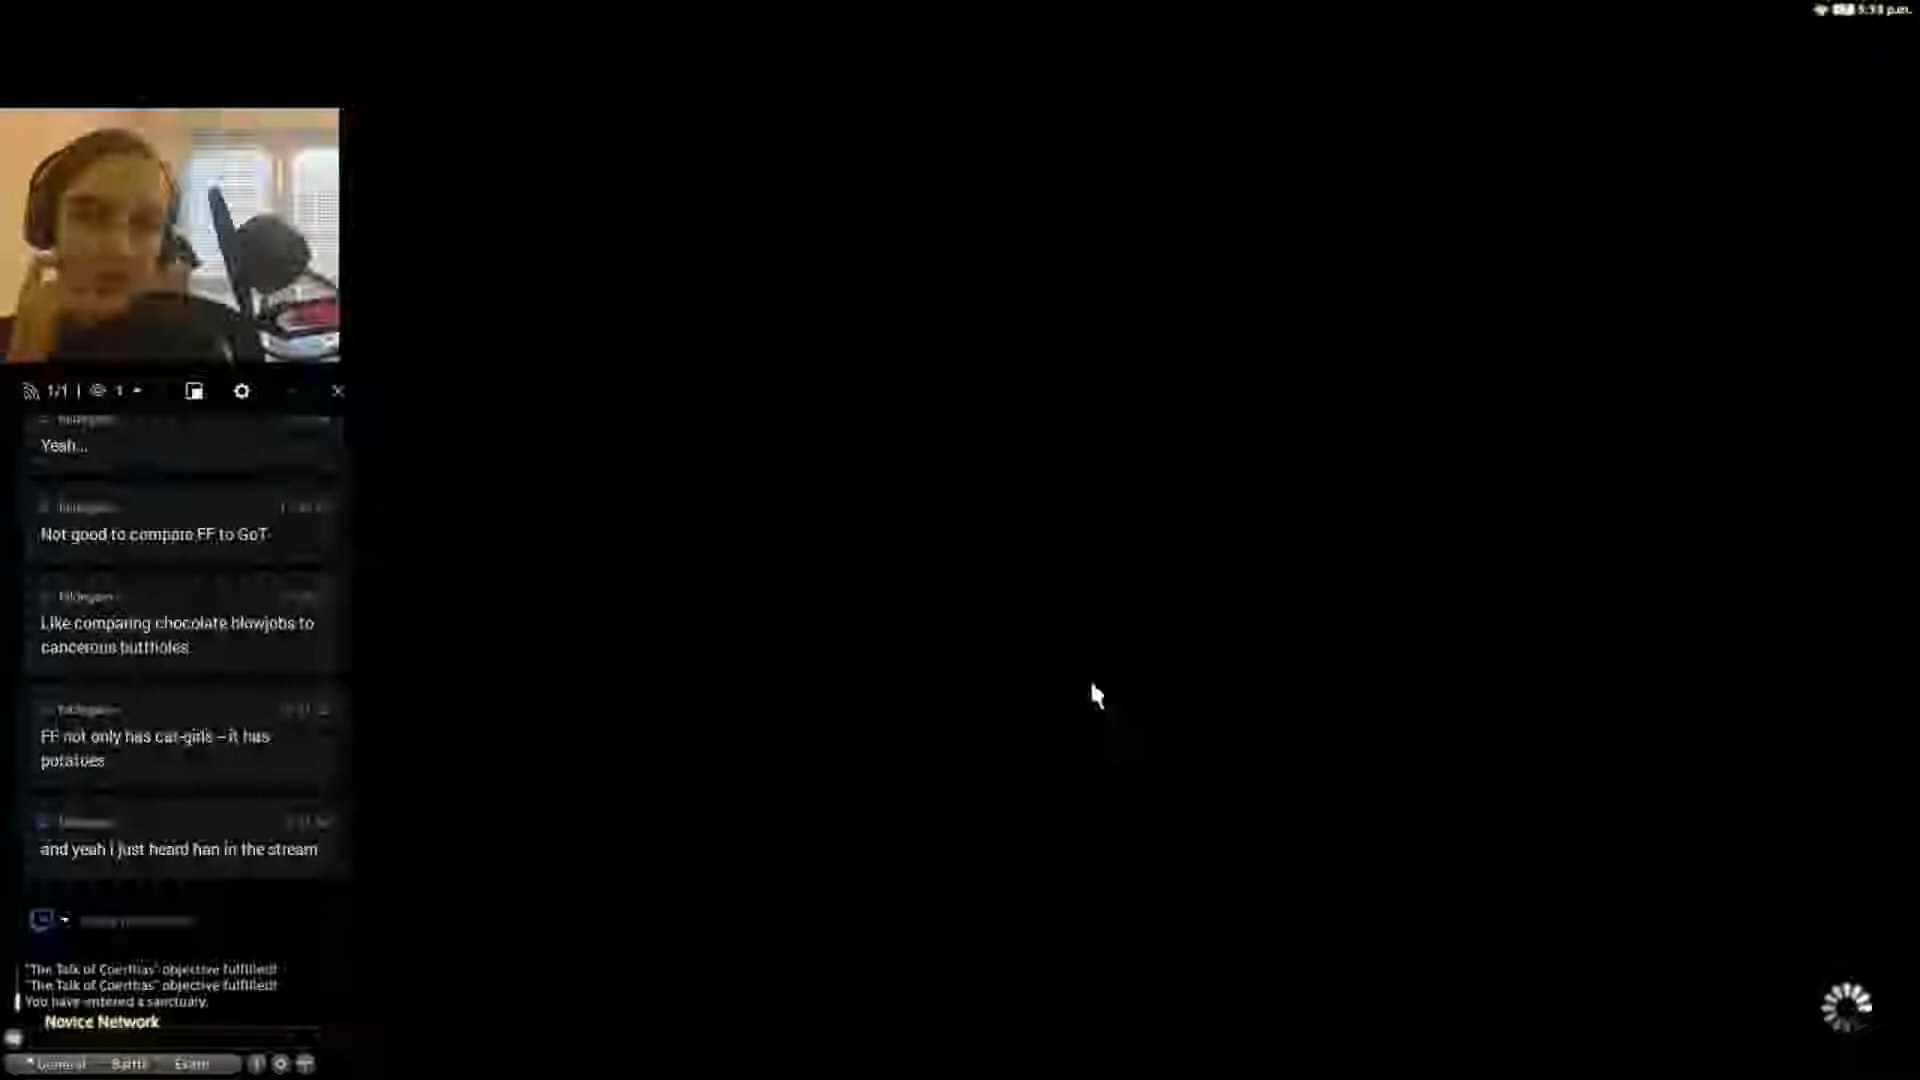 p.m.
1/1 | 1
Yeah...
Not good to compare FF to GoT
Like comparing chocolate blowjobs to
cancerous buttholes
FF not only has cat-girls – it has
potatoes
and yeah I just heard han in the stream
"The Talk of Coerthas" objective fulfilled!
"The Talk of Coerthas" objective fulfilled!
You have entered a sanctuary.
Novice Network
General Battle Event